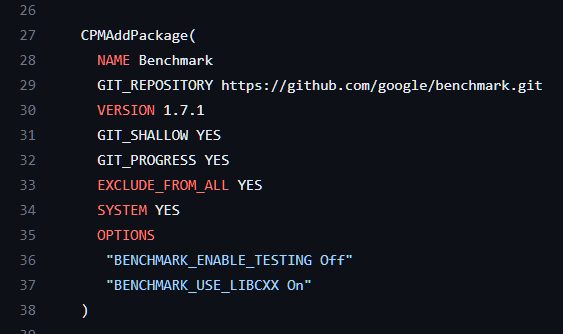 26
27 CPMAddPackage(
28 NAME Benchmark
29 GIT_REPOSITORY https://github.com/google/benchmark.git
30 VERSION 1.7.1
31 GIT_SHALLOW YES
32 GIT_PROGRESS YES
33 EXCLUDE_FROM_ALL YES
34 SYSTEM YES
35 OPTIONS
36 "BENCHMARK_ENABLE_TESTING Off"
37 "BENCHMARK_USE_LIBCXX On"
38 )